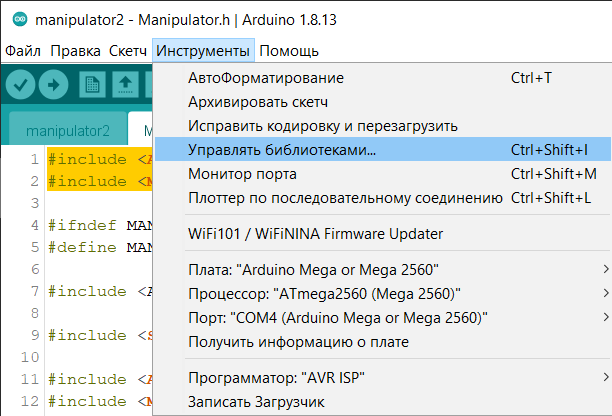 manipulator2 - Manipulator.h | Arduino 1.8.13
Файл Правка Скетч Инструменты Помощь
manipulator2 M
АвтоФорматирование Ctrl+T
Архивировать скетч
Исправить кодировку и перезагрузить
Управлять библиотеками... Ctrl+Shift+I
Монитор порта Ctrl+Shift+M
Плоттер по последовательному соединению Ctrl+Shift+L
WiFi101 / WiFiNINA Firmware Updater
Плата: "Arduino Mega or Mega 2560"
Процессор: "ATmega2560 (Mega 2560)"
Порт: "COM4 (Arduino Mega or Mega 2560)"
Получить информацию о плате
Программатор: "AVR ISP"
Записать Загрузчик
1 #include <A
2 #include <M
3
4 #ifndef MAN
5 #define MAN
6
7 #include <A
8
9 #include <S
10
11 #include <A
12 #include <M